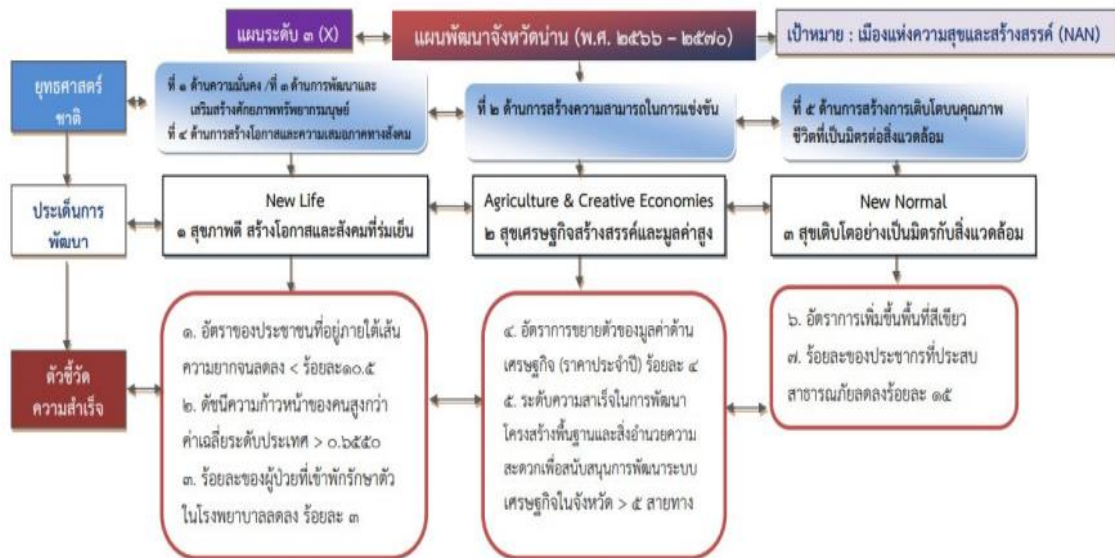 แผนระดับ ๓ (X)
แผนพัฒนาจังหวัดน่าน (พ.ศ. ๒๕๖๖ – ๒๕๗๐)
เป้าหมาย : เมืองแห่งความสุขและสร้างสรรค์ (NAN)
ยุทธศาสตร์
ชาติ
ที่ ๑ ด้านความมั่นคง /ที่ ๓ ด้านการพัฒนาและ
เสริมสร้างศักยภาพทรัพยากรมนุษย์
ที่ ๔ ด้านการสร้างโอกาสและความเสมอภาคทางสังคม
ที่ ๒ ด้านการสร้างความสามารถในการแข่งขัน
ที่ ๕ ด้านการสร้างการเติบโตบนคุณภาพ
ชีวิตที่เป็นมิตรต่อสิ่งแวดล้อม
ประเด็นการ
พัฒนา
New Life
๑ สุขภาพดี สร้างโอกาสและสังคมที่ร่มเย็น
Agriculture & Creative Economies
๒ สุขเศรษฐกิจสร้างสรรค์และมูลค่าสูง
New Normal
๓ สุขเติบโตอย่างเป็นมิตรกับสิ่งแวดล้อม
ตัวชี้วัด
ความสำเร็จ
๑. อัตราของประชาชนที่อยู่ภายใต้เส้น
ความยากจนลดลง < ร้อยละ๑๐.๕
๒. ดัชนีความก้าวหน้าของคนสูงกว่า
ค่าเฉลี่ยระดับประเทศ > ๐.๖๕๕๐
๓. ร้อยละของผู้ป่วยที่เข้าพักรักษาตัว
ในโรงพยาบาลลดลง ร้อยละ ๓
๔. อัตราการขยายตัวของมูลค่าด้าน
เศรษฐกิจ (ราคาประจำปี) ร้อยละ ๔
๕. ระดับความสาเร็จในการพัฒนา
โครงสร้างพื้นฐานและสิ่งอำนวยความ
สะดวกเพื่อสนับสนุนการพัฒนาระบบ
เศรษฐกิจในจังหวัด > ๕ สายทาง
๖. อัตราการเพิ่มขึ้นพื้นที่สีเขียว
๗. ร้อยละของประชากรที่ประสบ
สาธารณภัยลดลงร้อยละ ๑๕